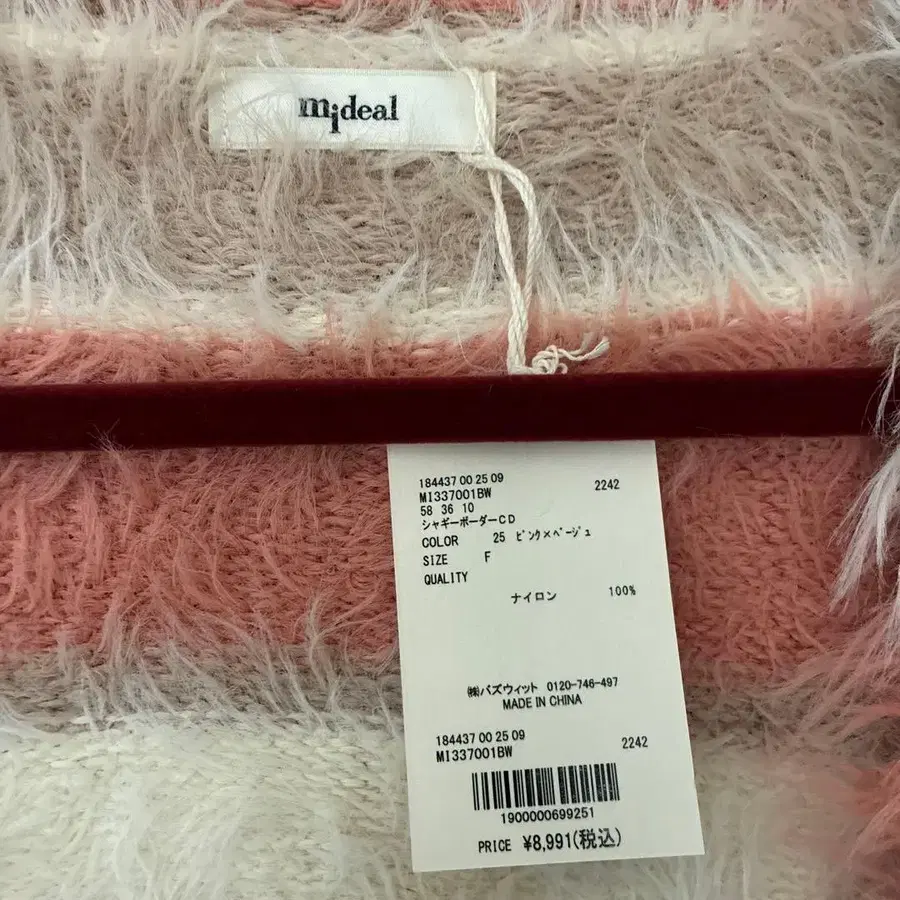 mideal
184437 00 25 09
MI337001BW 2242
58 36 10
シャギーボーダーCD
COLOR 25 ピンク×ベージュ
SIZE F
QUALITY
ナイロン 100%
㈱バズウィット 0120-746-497
MADE IN CHINA
184437 00 25 09
MI337001BW 2242
1900000699251
PRICE ¥8,991(税込)